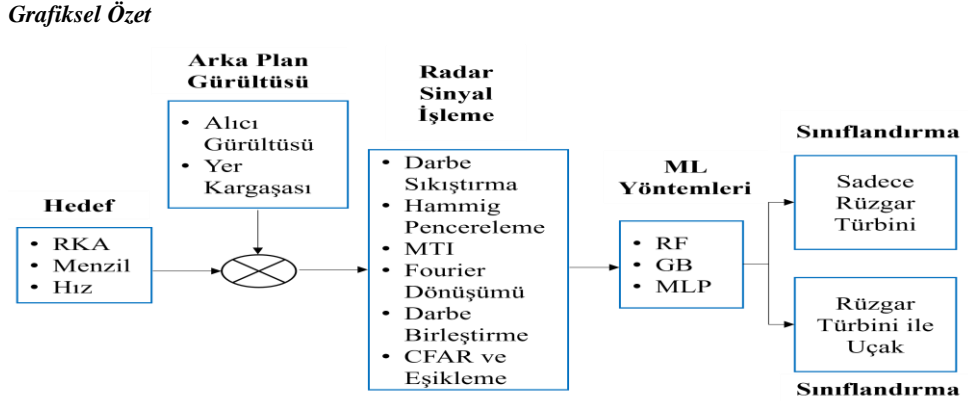 Grafiksel Özet
Hedef
• RKA
• Menzil
• Hız
Arka Plan
Gürültüsü
• Alıcı
Gürültüsü
• Yer
Kargaşası
Radar
Sinyal
İşleme
• Darbe
Sıkıştırma
• Hammig
Pencereleme
• MTI
• Fourier
Dönüşümü
• Darbe
Birleştirme
• CFAR ve
Eşikleme
ML
Yöntemleri
• RF
• GB
• MLP
Sınıflandırma
Sadece
Rüzgar
Türbini
Rüzgar
Türbini ile
Uçak
Sınıflandırma